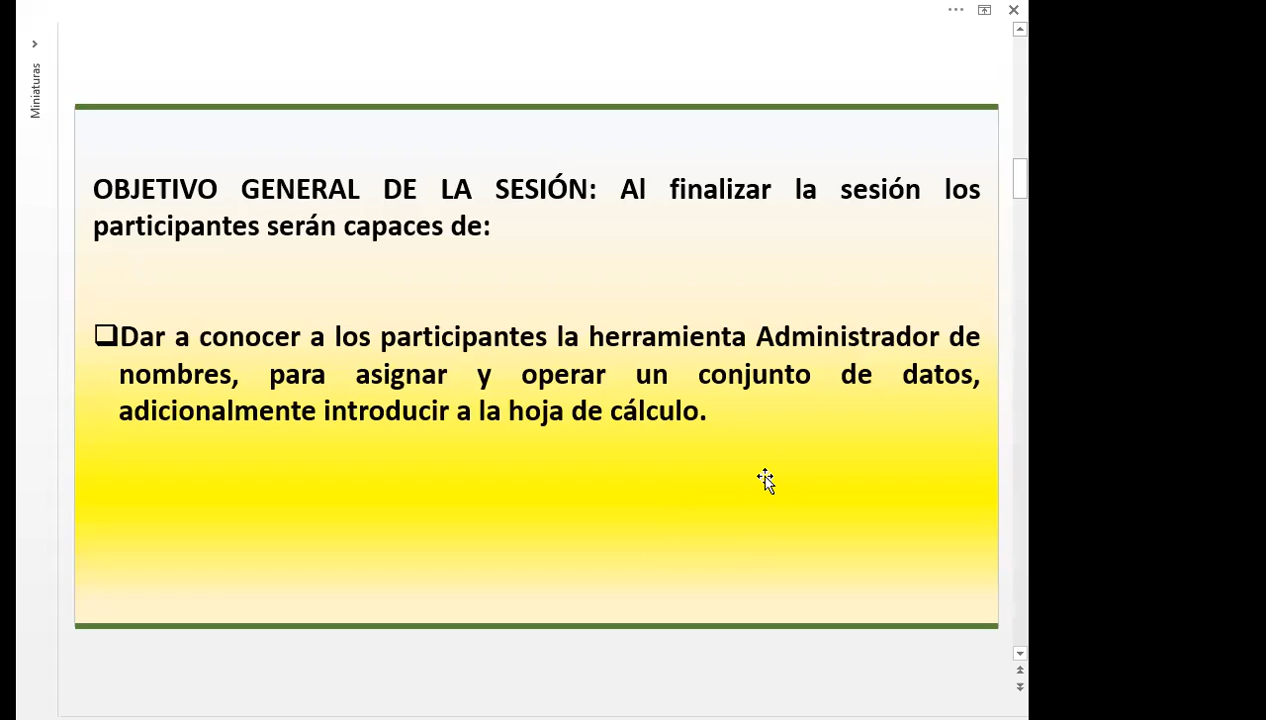 Miniaturas
OBJETIVO GENERAL DE LA SESIÓN: Al finalizar la sesión los
participantes serán capaces de:
❑Dar a conocer a los participantes la herramienta Administrador de
nombres, para asignar y operar un conjunto de datos,
adicionalmente introducir a la hoja de cálculo.